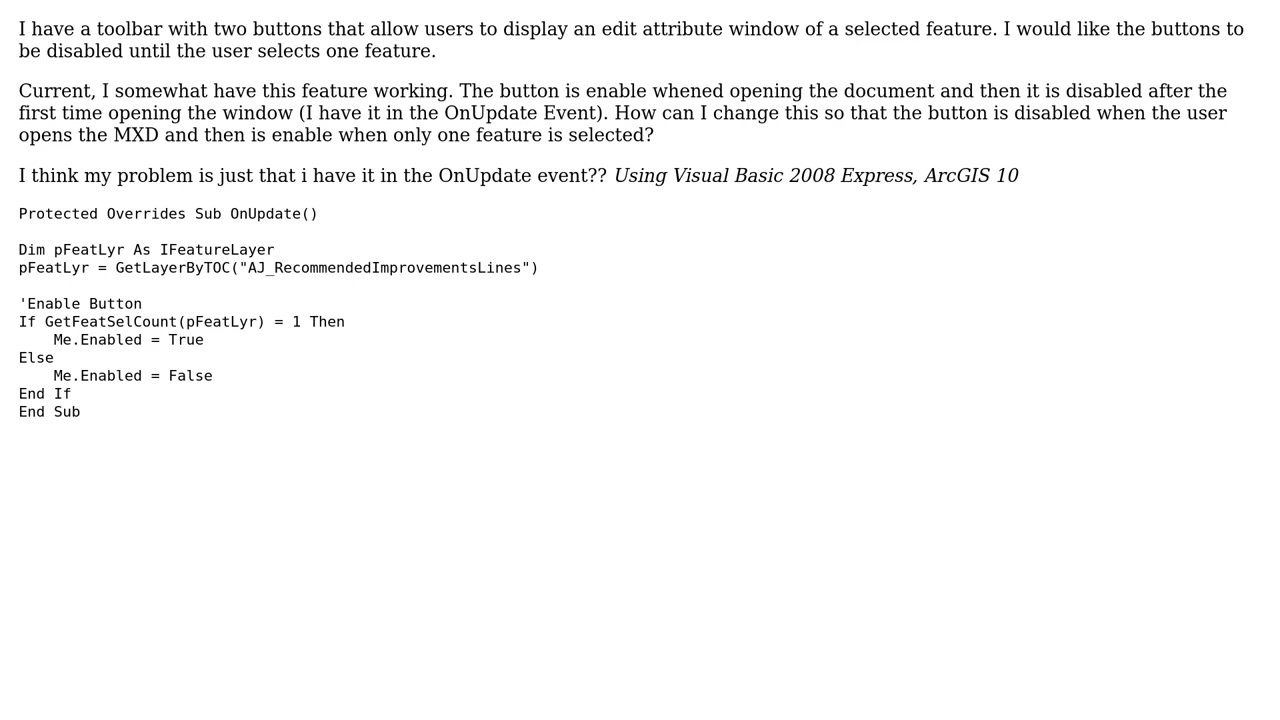 I have a toolbar with two buttons that allow users to display an edit attribute window of a selected feature. I would like the buttons to
be disabled until the user selects one feature.
Current, I somewhat have this feature working. The button is enable whened opening the document and then it is disabled after the
first time opening the window (I have it in the OnUpdate Event). How can I change this so that the button is disabled when the user
opens the MXD and then is enable when only one feature is selected?
I think my problem is just that i have it in the OnUpdate event?? Using Visual Basic 2008 Express, ArcGIS 10
Protected Overrides Sub OnUpdate()
Dim pFeatLyr As IFeatureLayer
pFeatLyr = GetLayerByTOC("AJ_RecommendedImprovementsLines")
'Enable Button
If GetFeatSelCount(pFeatLyr) = 1 Then
    Me.Enabled = True
Else
    Me.Enabled = False
End If
End Sub